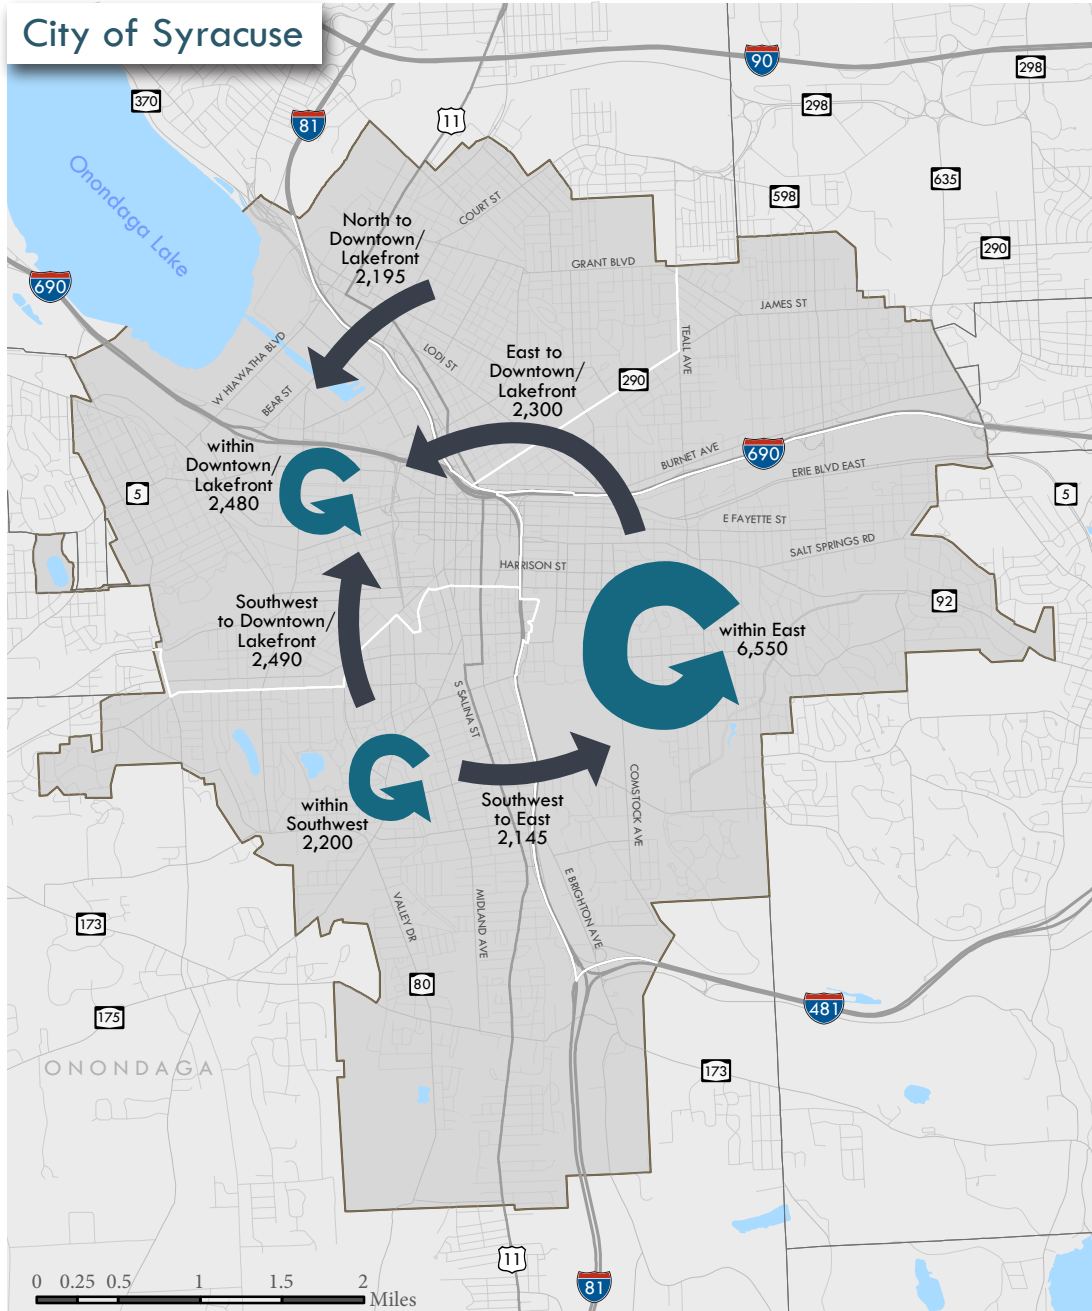 City of Syracuse
90
298
370
298
81
11
635
598
Onondaga Lake
COURT ST
North to
Downtown/
Lakefront
2,195
290
GRANT BLVD
690
JAMES ST
TEALL AVE
W HIAWATHA BLVD
LODI ST
East to
Downtown/
Lakefront
2,300
290
BEAR ST
within
Downtown/
Lakefront
2,480
BURNET AVE
690
ERIE BLVD EAST
5
5
E FAYETTE ST
SALT SPRINGS RD
HARRISON ST
92
Southwest
to Downtown/
Lakefront
2,490
within East
6,550
S SALINA ST
within
Southwest
2,200
Southwest
to East
2,145
COMSTOCK AVE
E BRIGHTON AVE
VALLEY DR
MIDLAND AVE
173
80
481
175
ONONDAGA
173
11
81
0 0.25 0.5 1 1.5 2
Miles